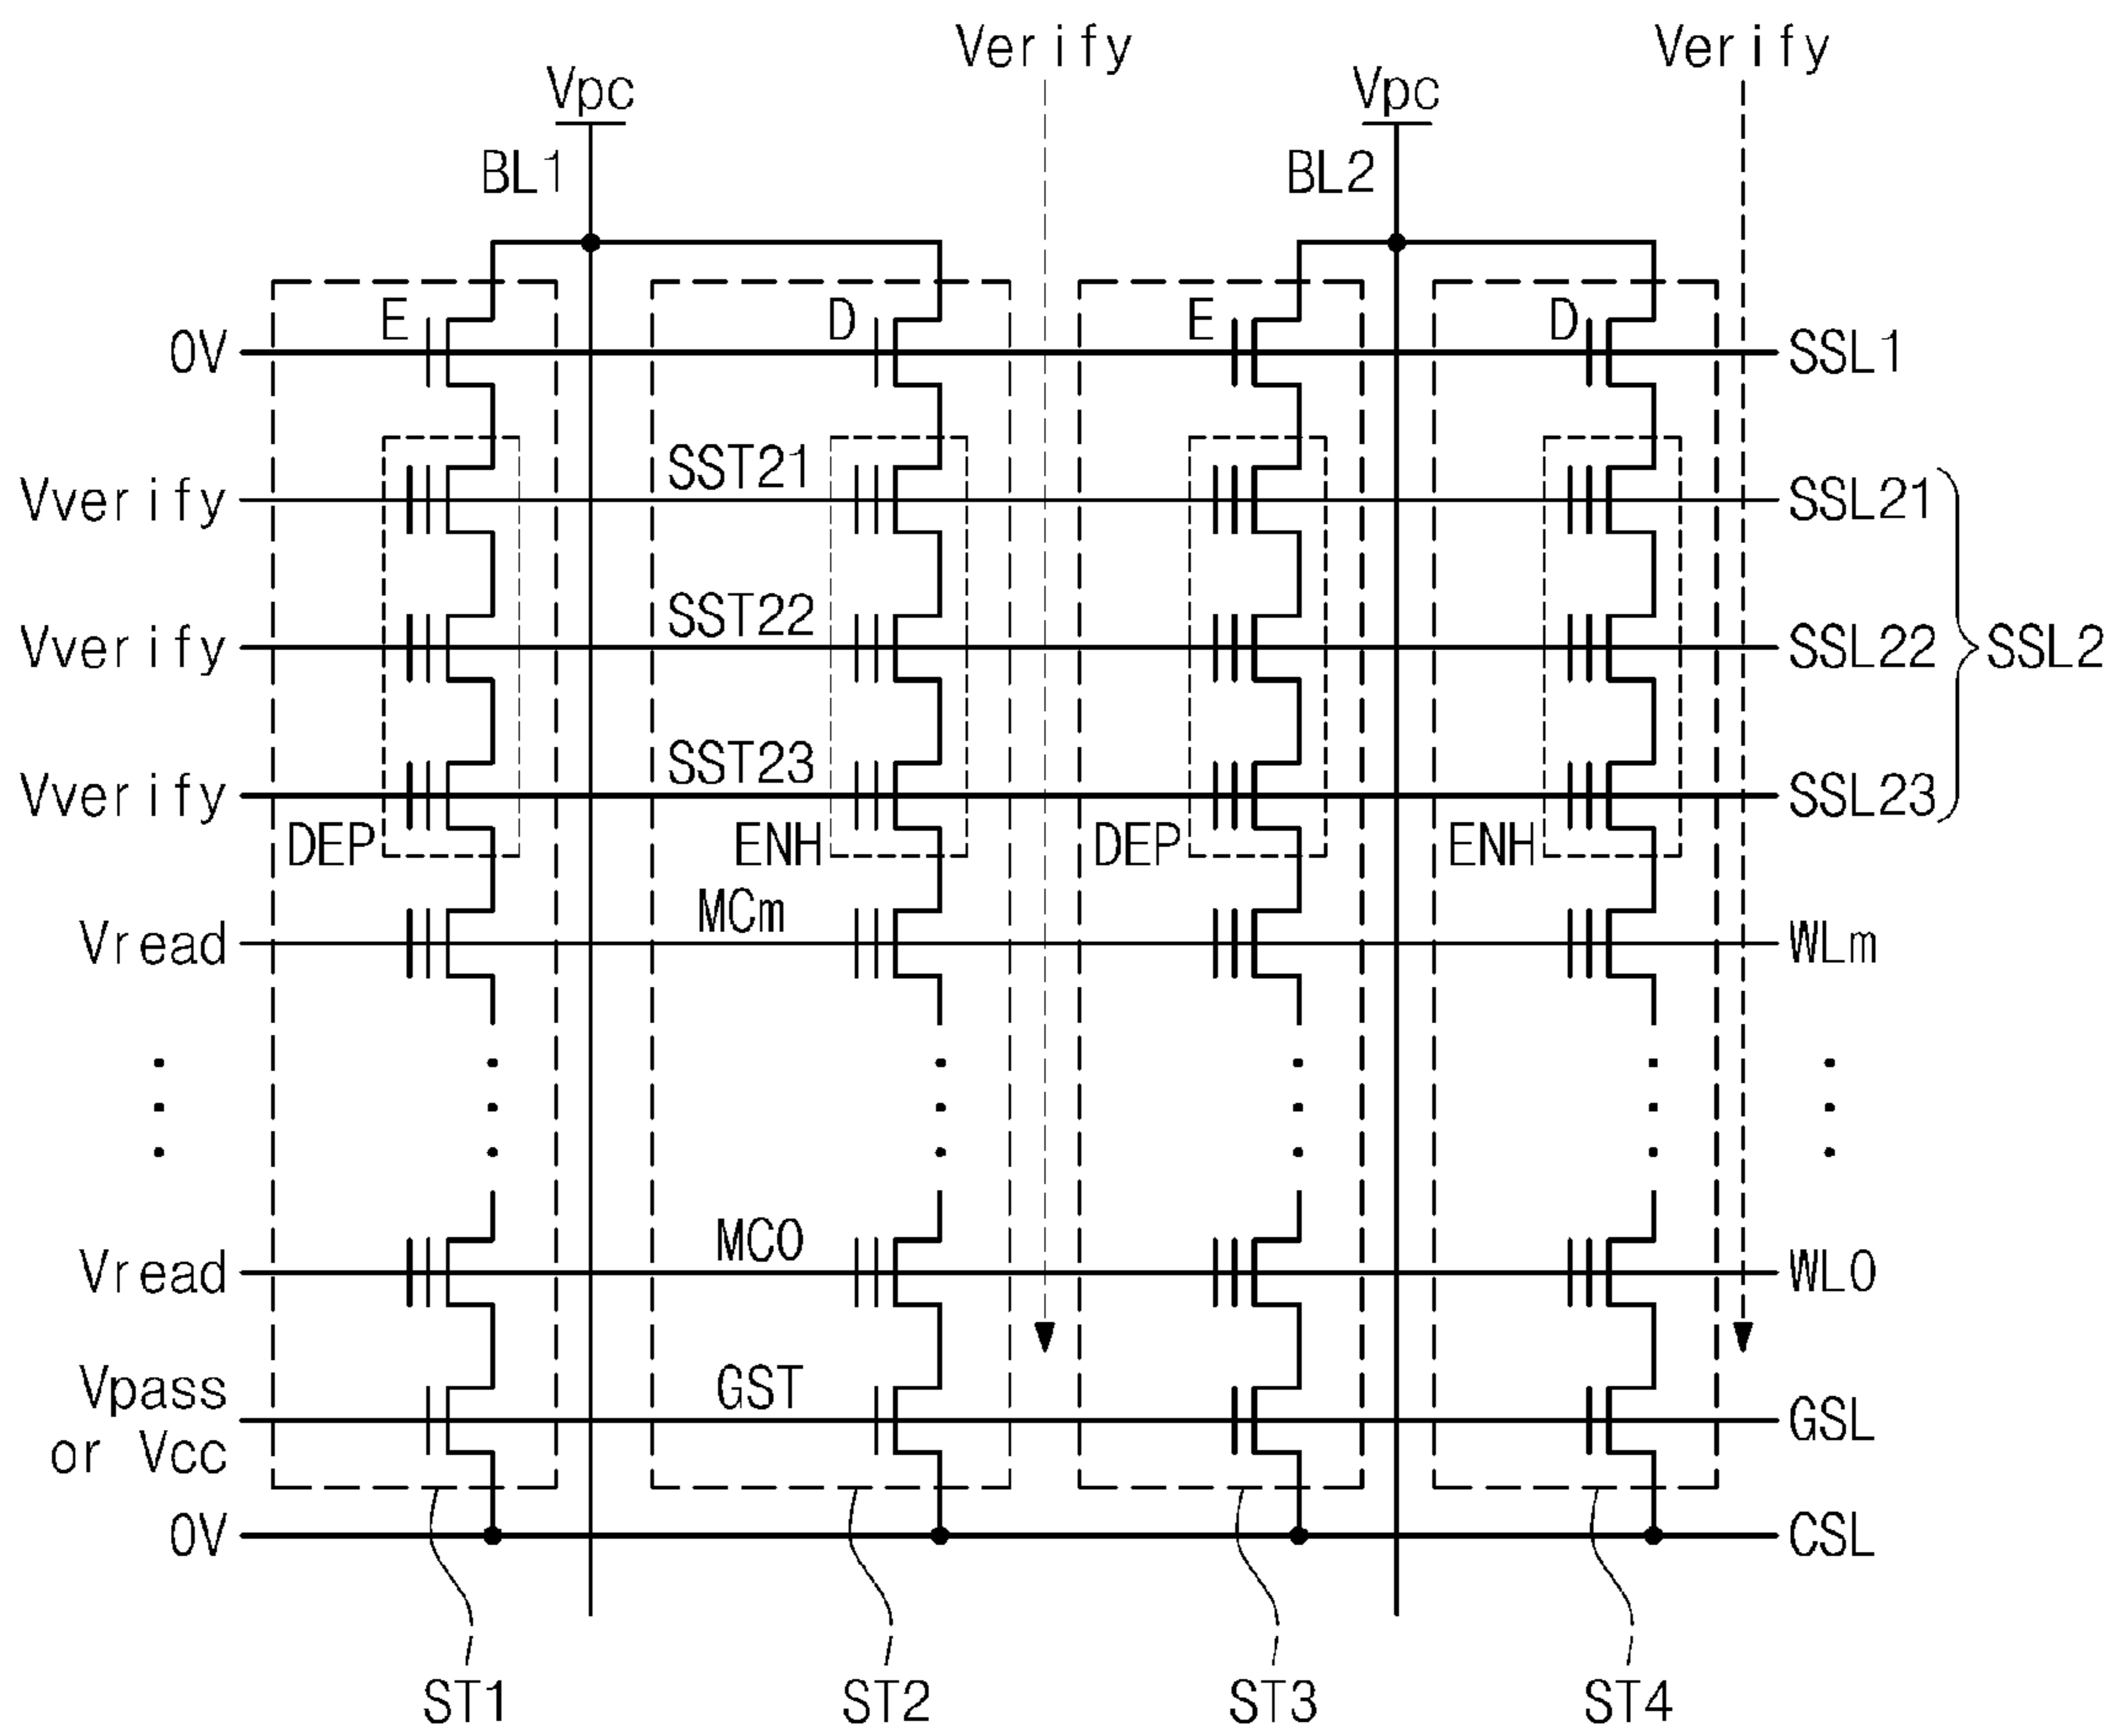 Verify Verify
Vpc Vpc
BL1 BL2
E D E D
0V SSL1
SST21
Vverify SSL21
SST22
Vverify SSL22 SSL2
SST23
Vverify SSL23
DEP ENH DEP ENH
MCm
Vread WLm
MC0
Vread WL0
Vpass
or Vcc
GST
GSL
0V CSL
ST1 ST2 ST3 ST4